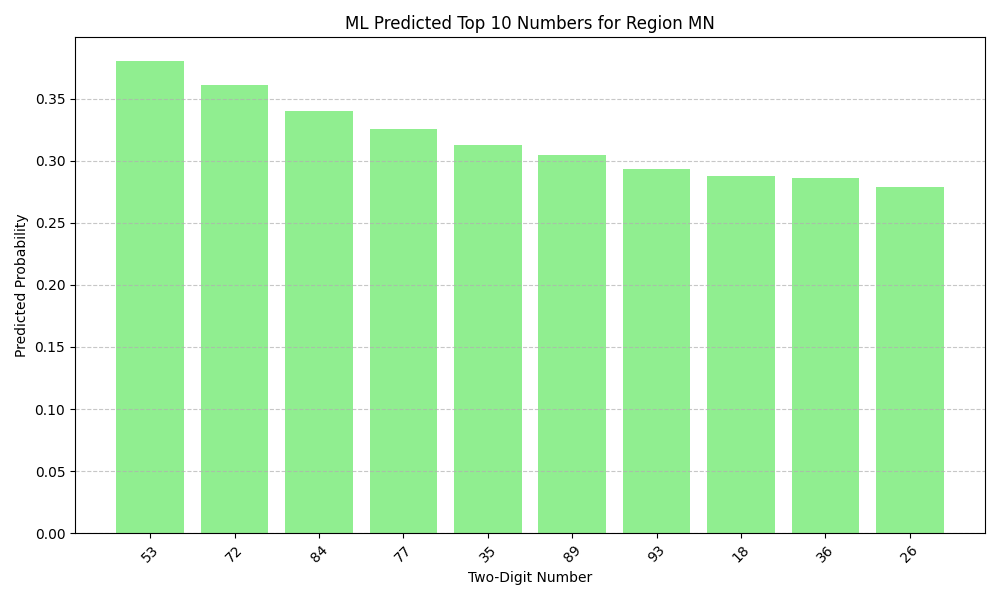 ML Predicted Top 10 Numbers for Region MN
Predicted Probability
0.35
0.30
0.25
0.20
0.15
0.10
0.05
0.00
53 72 84 77 35 89 93 18 36 26
Two-Digit Number